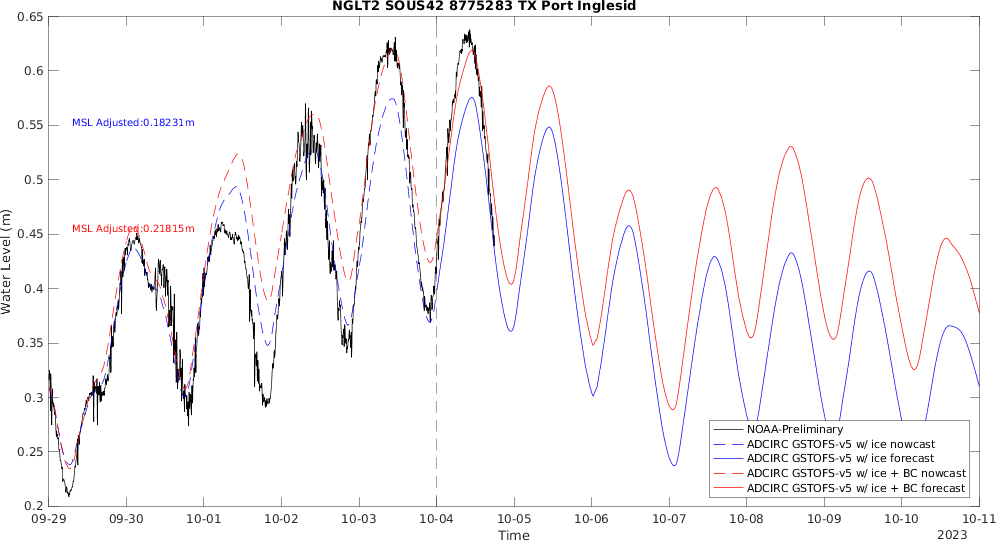 NGLT2 SOUS42 8775283 TX Port Inglesid
Water Level (m)
0.65
0.6
0.55
0.5
0.45
0.4
0.35
0.3
0.25
0.2
MSL Adjusted:0.18231m
MSL Adjusted:0.21815m
NOAA-Preliminary
ADCIRC GSTOFS-v5 w/ ice nowcast
ADCIRC GSTOFS-v5 w/ ice forecast
ADCIRC GSTOFS-v5 w/ ice + BC nowcast
ADCIRC GSTOFS-v5 w/ ice + BC forecast
09-29 09-30 10-01 10-02 10-03 10-04 10-05 10-06 10-07 10-08 10-09 10-10 10-11
Time
2023